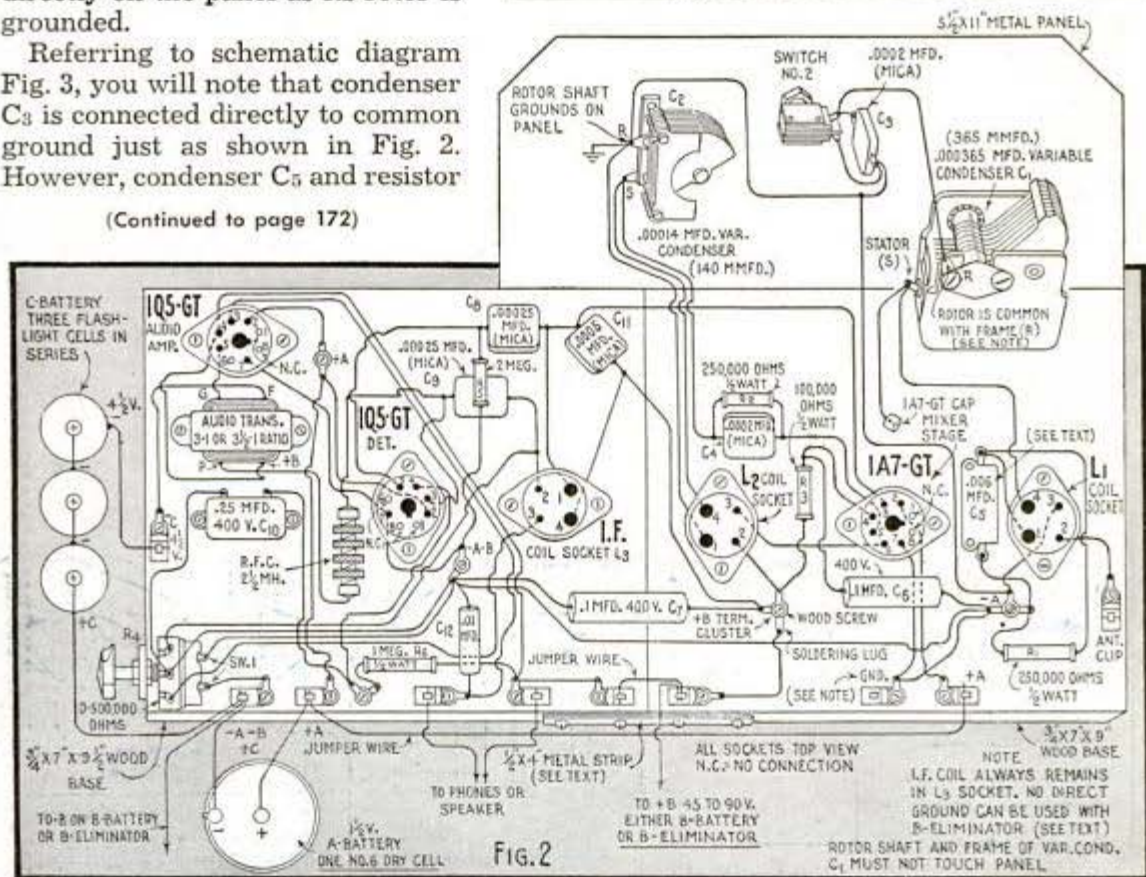 grounded.
Referring to schematic diagram
Fig. 3, you will note that condenser
C3 is connected directly to common
ground just as shown in Fig. 2.
However, condenser C5 and resistor
(Continued to page 172)
5½"X11" METAL PANEL
SWITCH
NO. 2
.0002 MFD.
(MICA)
C3
ROTOR SHAFT
GROUNDS ON
PANEL
C2
R
S
.00014 MFD. VAR.
CONDENSER
(140 MMFD.)
(365 MMFD.)
.000365 MFD. VARIABLE
CONDENSER C1
STATOR
(S)
R
ROTOR IS COMMON
WITH FRAME (R)
(SEE NOTE)
C-BATTERY
THREE FLASH-
LIGHT CELLS IN
SERIES
4½V.
1Q5-GT
AUDIO
AMP.
N.C.
+A
G
F
AUDIO TRANS.
3-1 OR 3½-1 RATIO
P
+B
.25 MFD.
400 V. C10
R.F.C.
2½ MH.
1Q5-GT
DET.
N.C.
C8
.00025
MFD.
(MICA)
.00025 MFD.
(MICA)
C9
2 MEG.
C11
.0006
MFD.
(MICA)
I.F.
COIL SOCKET L3
-A-B
250,000 OHMS
½ WATT
R2
.0002 MFD.
(MICA)
C4
100,000
OHMS
½ WATT
R3
L2 COIL
SOCKET
1A7-GT CAP
MIXER
STAGE
1A7-GT
N.C.
(SEE TEXT)
.006
MFD.
C5
L1
COIL
SOCKET
400 V.
.1 MFD. C6
.1 MFD. 400 V. C7
+B TERM.
CLUSTER
WOOD SCREW
SOLDERING LUG
-A
R1
250,000 OHMS
½ WATT
ANT.
CLIP
+C
R4
SW.1
0-500,000
OHMS
C12
1 MEG. R6
½ WATT
JUMPER WIRE
GND.
(SEE NOTE)
+A
¾"X7"X9½" WOOD
BASE
-A-B
+C
+A
JUMPER WIRE
½"X4" METAL STRIP
(SEE TEXT)
ALL SOCKETS TOP VIEW
N.C.=NO CONNECTION
¾"X7"X9"
WOOD BASE
TO-B ON B-BATTERY
OR B-ELIMINATOR
1½V.
A-BATTERY
ONE NO.6 DRY CELL
TO PHONES OR
SPEAKER
TO +B 45 TO 90 V.
EITHER B-BATTERY
OR B-ELIMINATOR
FIG. 2
NOTE
I.F. COIL ALWAYS REMAINS
IN L3 SOCKET. NO DIRECT
GROUND CAN BE USED WITH
B-ELIMINATOR (SEE TEXT)
ROTOR SHAFT AND FRAME OF VAR. COND.
C1 MUST NOT TOUCH PANEL